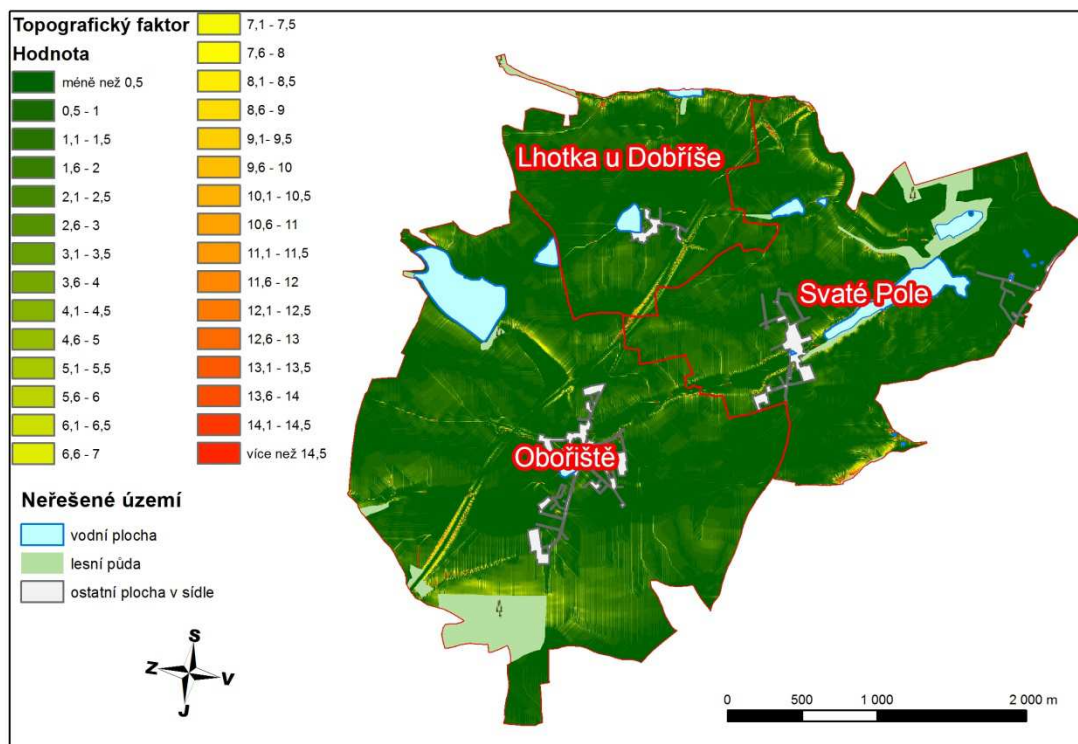 Topografický faktor
Hodnota
méně než 0,5
0,5 - 1
1,1 - 1,5
1,6 - 2
2,1 - 2,5
2,6 - 3
3,1 - 3,5
3,6 - 4
4,1 - 4,5
4,6 - 5
5,1 - 5,5
5,6 - 6
6,1 - 6,5
6,6 - 7
7,1 - 7,5
7,6 - 8
8,1 - 8,5
8,6 - 9
9,1- 9,5
9,6 - 10
10,1 - 10,5
10,6 - 11
11,1 - 11,5
11,6 - 12
12,1 - 12,5
12,6 - 13
13,1 - 13,5
13,6 - 14
14,1 - 14,5
více než 14,5
Neřešené území
vodní plocha
lesní půda
ostatní plocha v sídle
S
Z
V
J
Lhotka u Dobříše
Svaté Pole
Obořiště
0
500
1 000
2 000 m